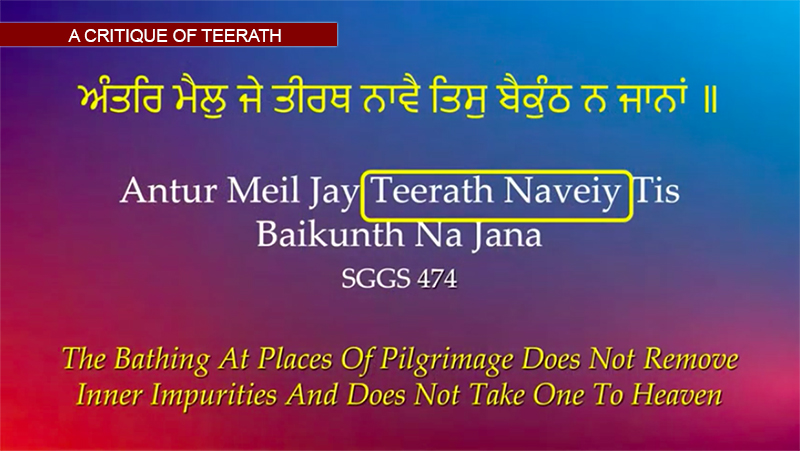 A CRITIQUE OF TEERATH
ਅੰਤਰਿ ਮੈਲੁ ਜੇ ਤੀਰਥ ਨਾਵੈ ਤਿਸੁ ਬੈਕੁੰਠ ਨ ਜਾਨਾਂ ॥
Antur Meil Jay Teerath Naveiy Tis
Baikunth Na Jana
SGGS 474
The Bathing At Places Of Pilgrimage Does Not Remove
Inner Impurities And Does Not Take One To Heaven